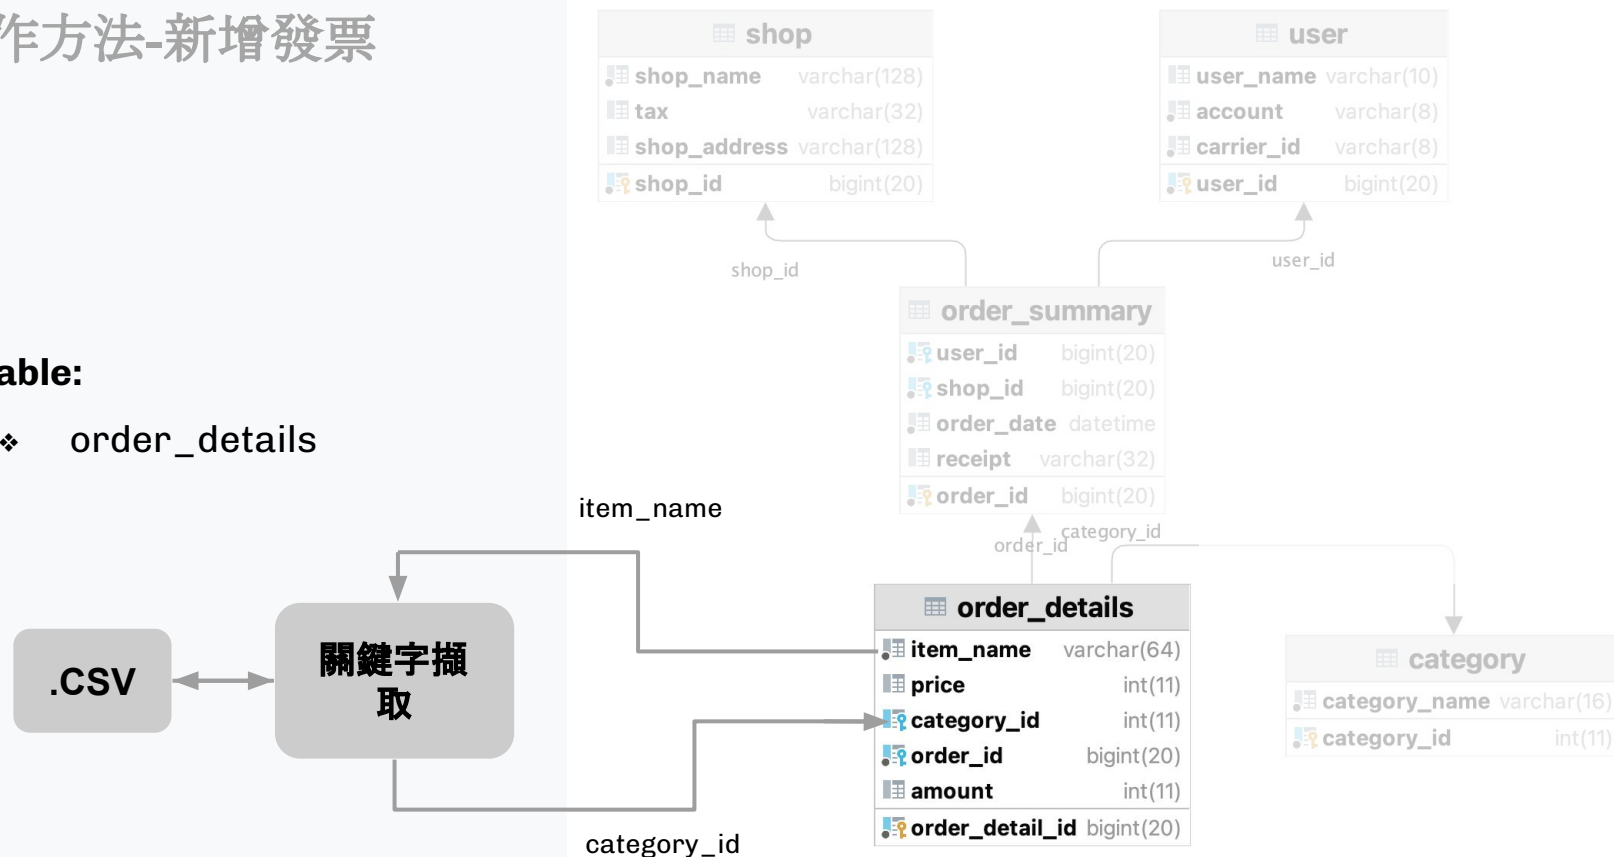 作方法-新增發票
able:
❖ order_details
shop
shop_name varchar(128)
tax varchar(32)
shop_address varchar(128)
shop_id bigint(20)
user
user_name varchar(10)
account varchar(8)
carrier_id varchar(8)
user_id bigint(20)
shop_id
user_id
order_summary
user_id bigint(20)
shop_id bigint(20)
order_date datetime
receipt varchar(32)
order_id bigint(20)
order_id
category_id
item_name
.CSV
關鍵字擷
取
category_id
order_details
item_name varchar(64)
price int(11)
category_id int(11)
order_id bigint(20)
amount int(11)
order_detail_id bigint(20)
category
category_name varchar(16)
category_id int(11)